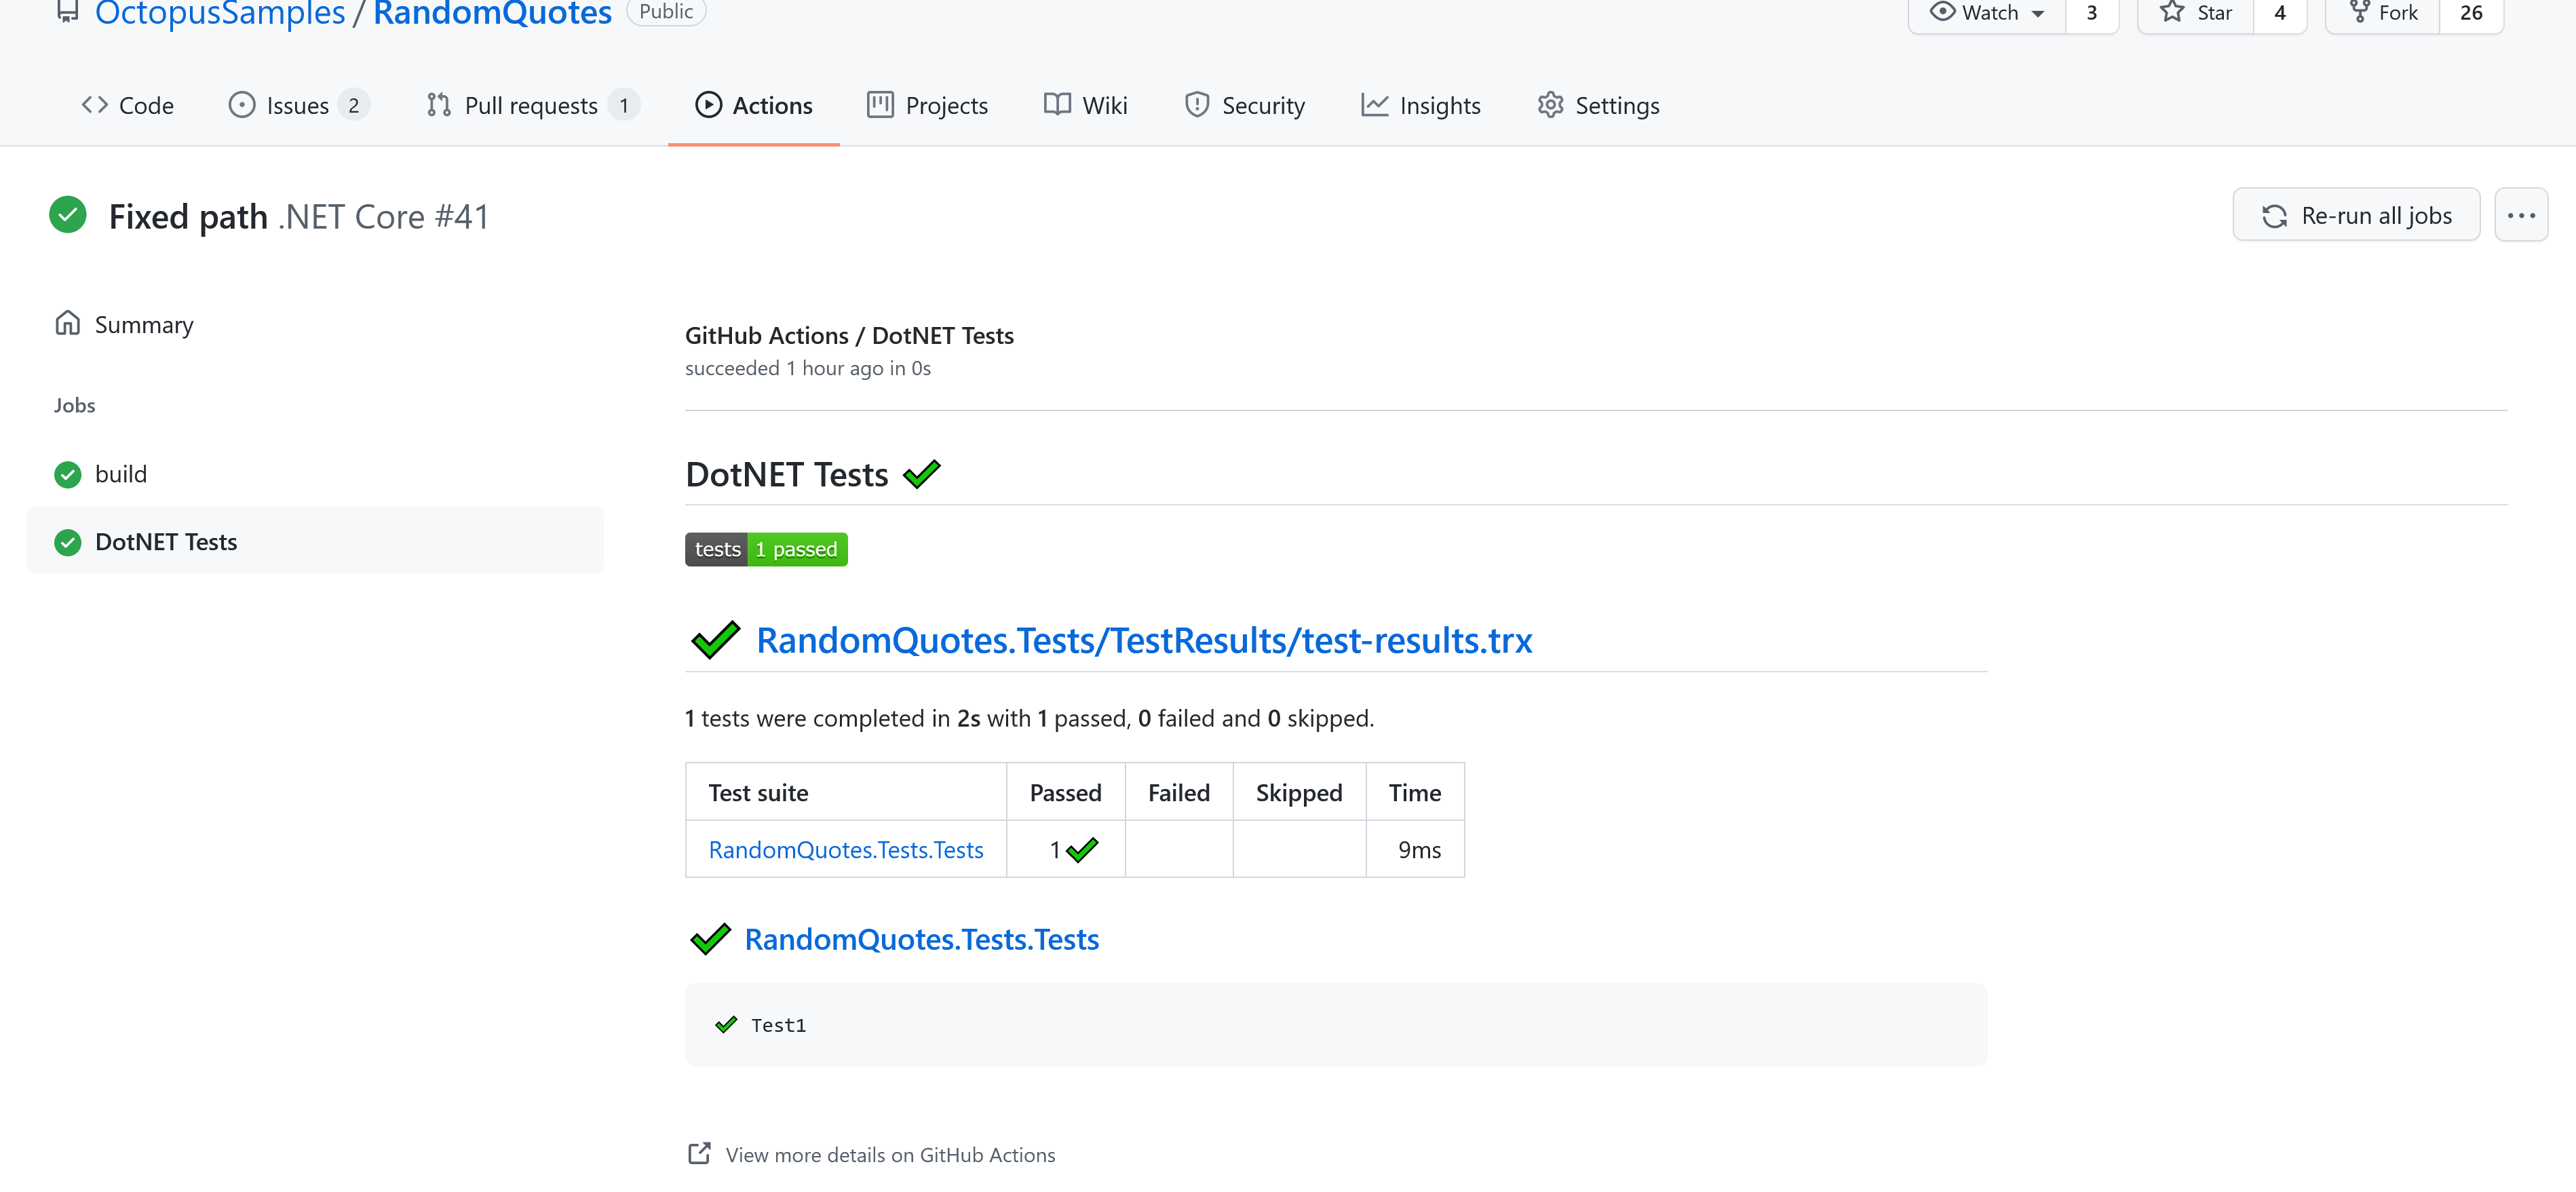 OctopusSamples / RandomQuotes Public Watch 3 Star 4 Fork 26
Code Issues 2 Pull requests 1 Actions Projects Wiki Security Insights Settings
Fixed path .NET Core #41
Re-run all jobs
Summary
Jobs
build
DotNET Tests
GitHub Actions / DotNET Tests
succeeded 1 hour ago in 0s
DotNET Tests
tests 1 passed
RandomQuotes.Tests/TestResults/test-results.trx
1 tests were completed in 2s with 1 passed, 0 failed and 0 skipped.
Test suite Passed Failed Skipped Time
RandomQuotes.Tests.Tests 1 9ms
RandomQuotes.Tests.Tests
Test1
View more details on GitHub Actions